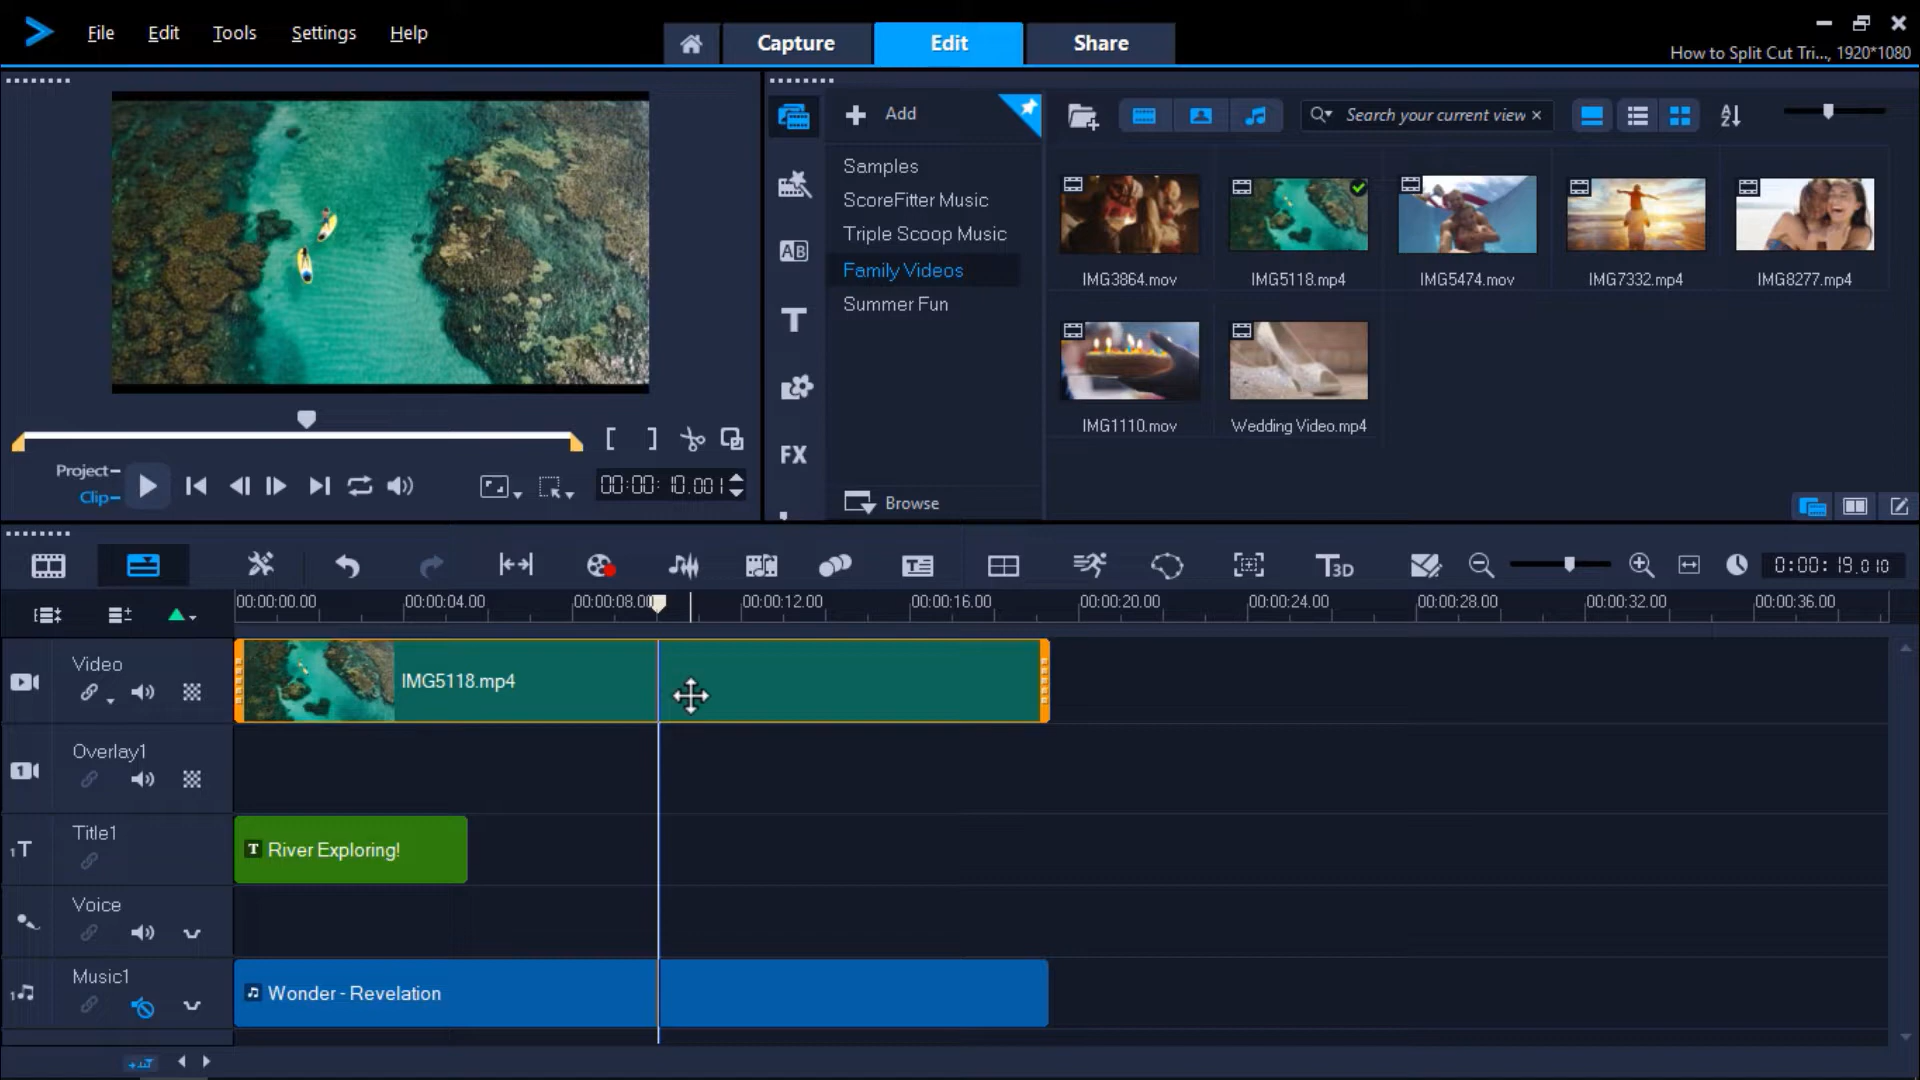 File Edit Tools Settings Help
Capture Edit Share
How to Split Cut Tri..., 1920*1080
Add
Search your current view
Samples
ScoreFitter Music
Triple Scoop Music
Family Videos
Summer Fun
Browse
IMG3864.mov IMG5118.mp4 IMG5474.mov IMG7332.mp4 IMG8277.mp4
IMG1110.mov Wedding Video.mp4
AB
T
FX
Project-
Clip-
00:00:10.001
T3D
0:00:19.010
00:00:00.00 00:00:04.00 00:00:08.00 00:00:12.00 00:00:16.00 00:00:20.00 00:00:24.00 00:00:28.00 00:00:32.00 00:00:36.00
Video
IMG5118.mp4
1
Overlay1
1T
Title1
T River Exploring!
Voice
1
Music1
Wonder - Revelation